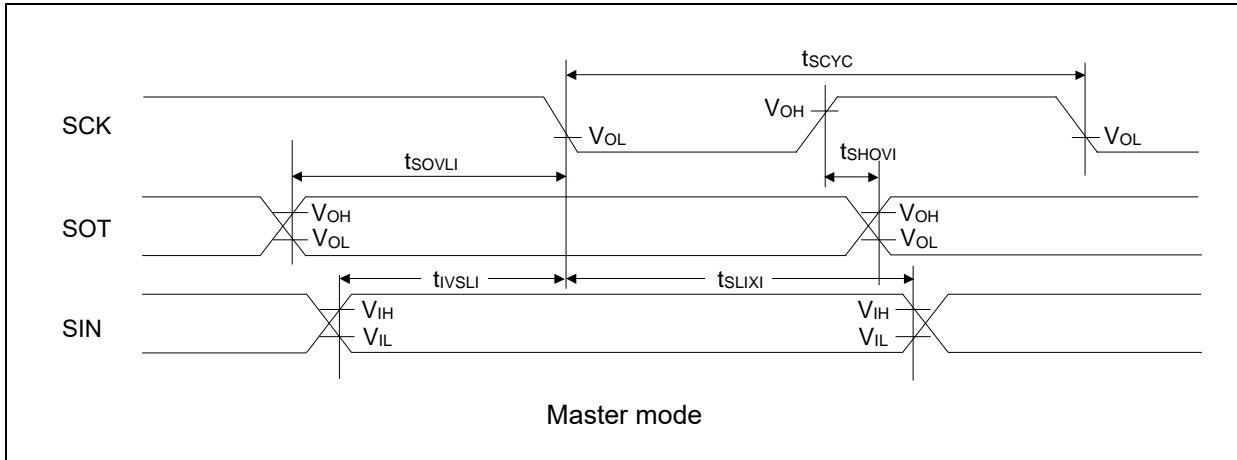 tSCYC
SCK
VOH
VOL
VOL
tSHOVI
tSOVLI
SOT
VOH
VOL
VOH
VOL
tIVSLI
tSLIXI
SIN
VIH
VIL
VIH
VIL
Master mode